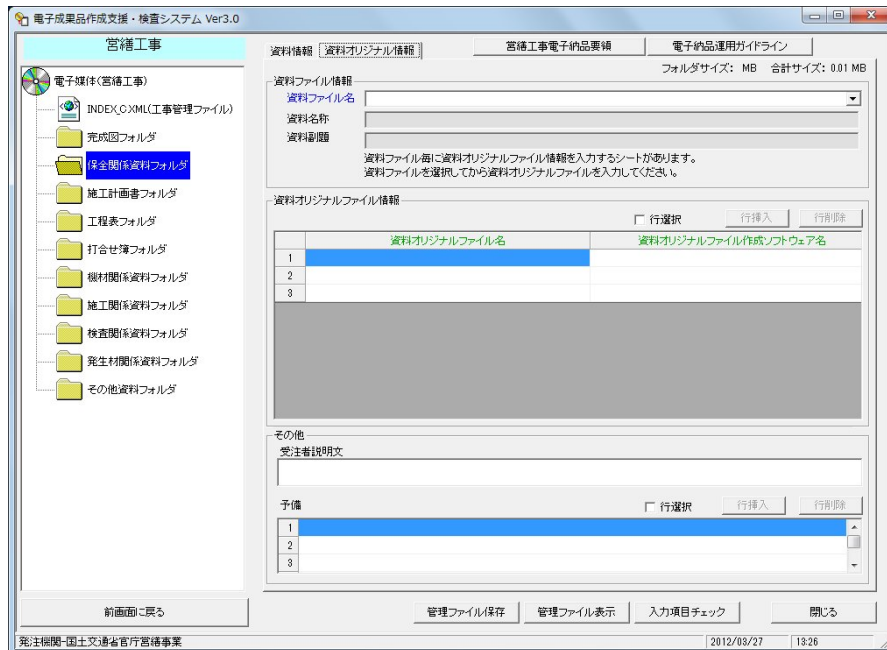 電子成果品作成支援・検査システム Ver3.0
営繕工事
電子媒体(営繕工事)
INDEX_C.XML(工事管理ファイル)
完成図フォルダ
保全関係資料フォルダ
施工計画書フォルダ
工程表フォルダ
打合せ簿フォルダ
機材関係資料フォルダ
施工関係資料フォルダ
検査関係資料フォルダ
発生材関係資料フォルダ
その他資料フォルダ
前画面に戻る
資料情報 資料オリジナル情報 営繕工事電子納品要領 電子納品運用ガイドライン
フォルダサイズ: MB 合計サイズ: 0.01 MB
資料ファイル情報
資料ファイル名
資料名称
資料副題
資料ファイル毎に資料オリジナルファイル情報を入力するシートがあります。
資料ファイルを選択してから資料オリジナルファイルを入力してください。
資料オリジナルファイル情報
行選択 行挿入 行削除
資料オリジナルファイル名 資料オリジナルファイル作成ソフトウェア名
1
2
3
その他
受注者説明文
予備 行選択 行挿入 行削除
1
2
3
管理ファイル保存 管理ファイル表示 入力項目チェック 閉じる
発注機関-国土交通省官庁営繕事業 2012/03/27 13:26